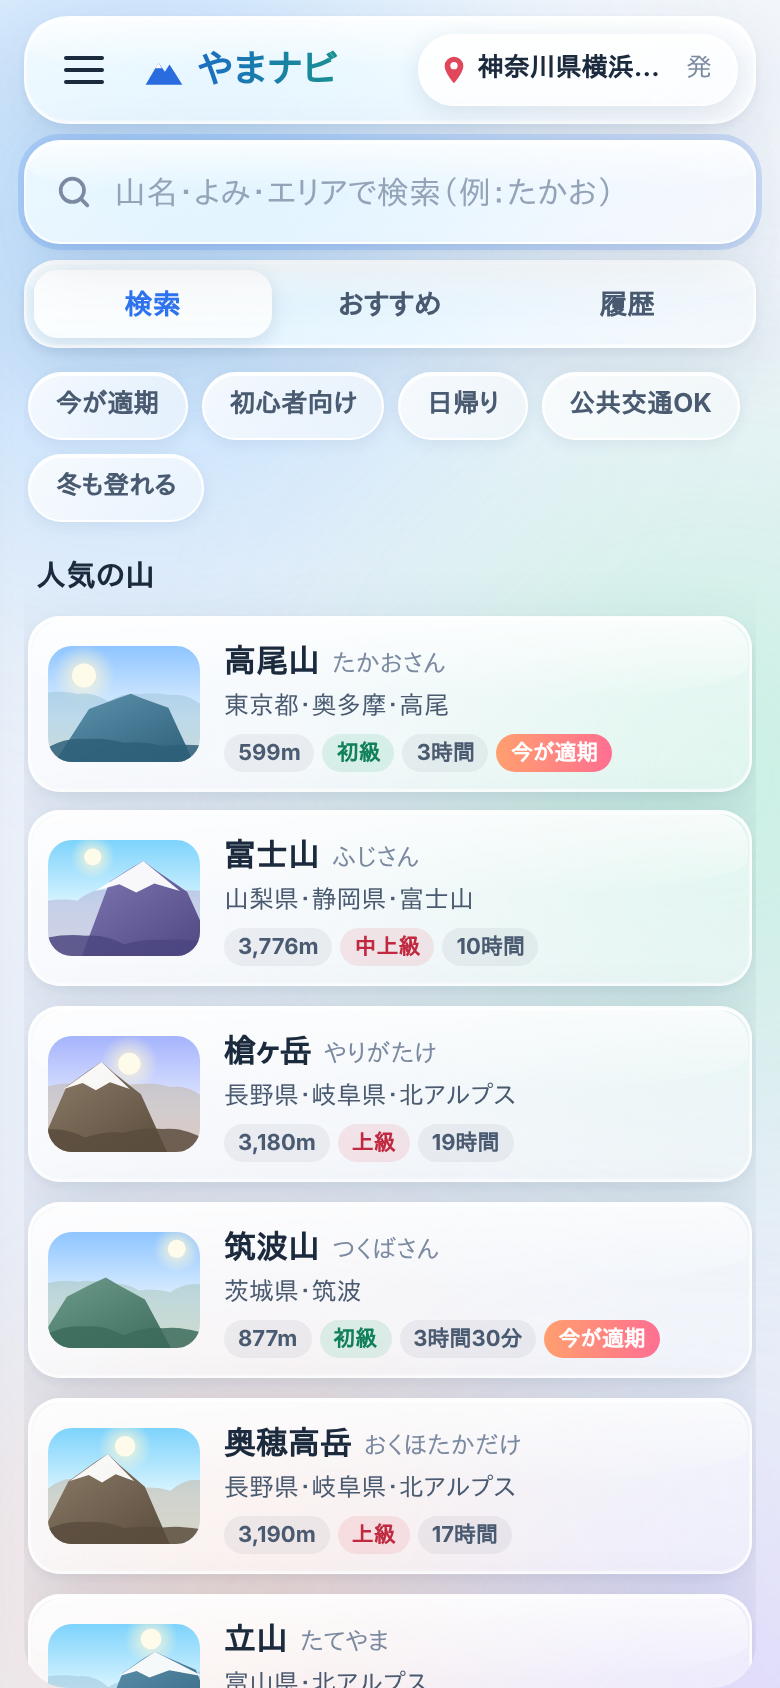 やまナビ
神奈川県横浜... 発
山名・よみ・エリアで検索（例：たかお）
検索 おすすめ 履歴
今が適期 初心者向け 日帰り 公共交通OK
冬も登れる
人気の山
高尾山 たかおさん
東京都・奥多摩・高尾
599m 初級 3時間 今が適期
富士山 ふじさん
山梨県・静岡県・富士山
3,776m 中上級 10時間
槍ヶ岳 やりがたけ
長野県・岐阜県・北アルプス
3,180m 上級 19時間
筑波山 つくばさん
茨城県・筑波
877m 初級 3時間30分 今が適期
奥穂高岳 おくほたかだけ
長野県・岐阜県・北アルプス
3,190m 上級 17時間
立山 たてやま
富山県・北アルプス